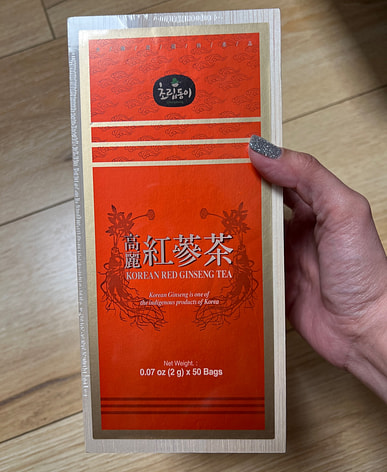 초립동이
高麗 紅蔘茶
KOREAN RED GINSENG TEA
Korean Ginseng is one of
the indigenous products of Korea
Net Weight. :
0.07 oz (2 g) x 50 Bags